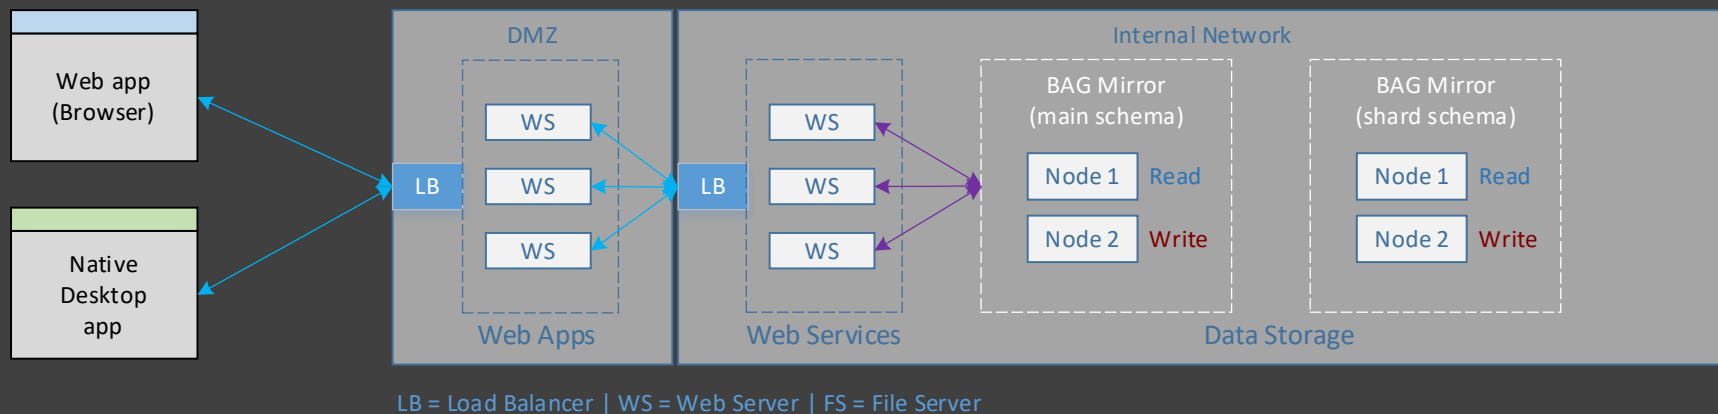 Web app
(Browser)
Native
Desktop
app
DMZ
LB
WS
WS
WS
Web Apps
Internal Network
LB
WS
WS
WS
Web Services
BAG Mirror
(main schema)
Node 1 Read
Node 2 Write
BAG Mirror
(shard schema)
Node 1 Read
Node 2 Write
Data Storage
LB = Load Balancer | WS = Web Server | FS = File Server